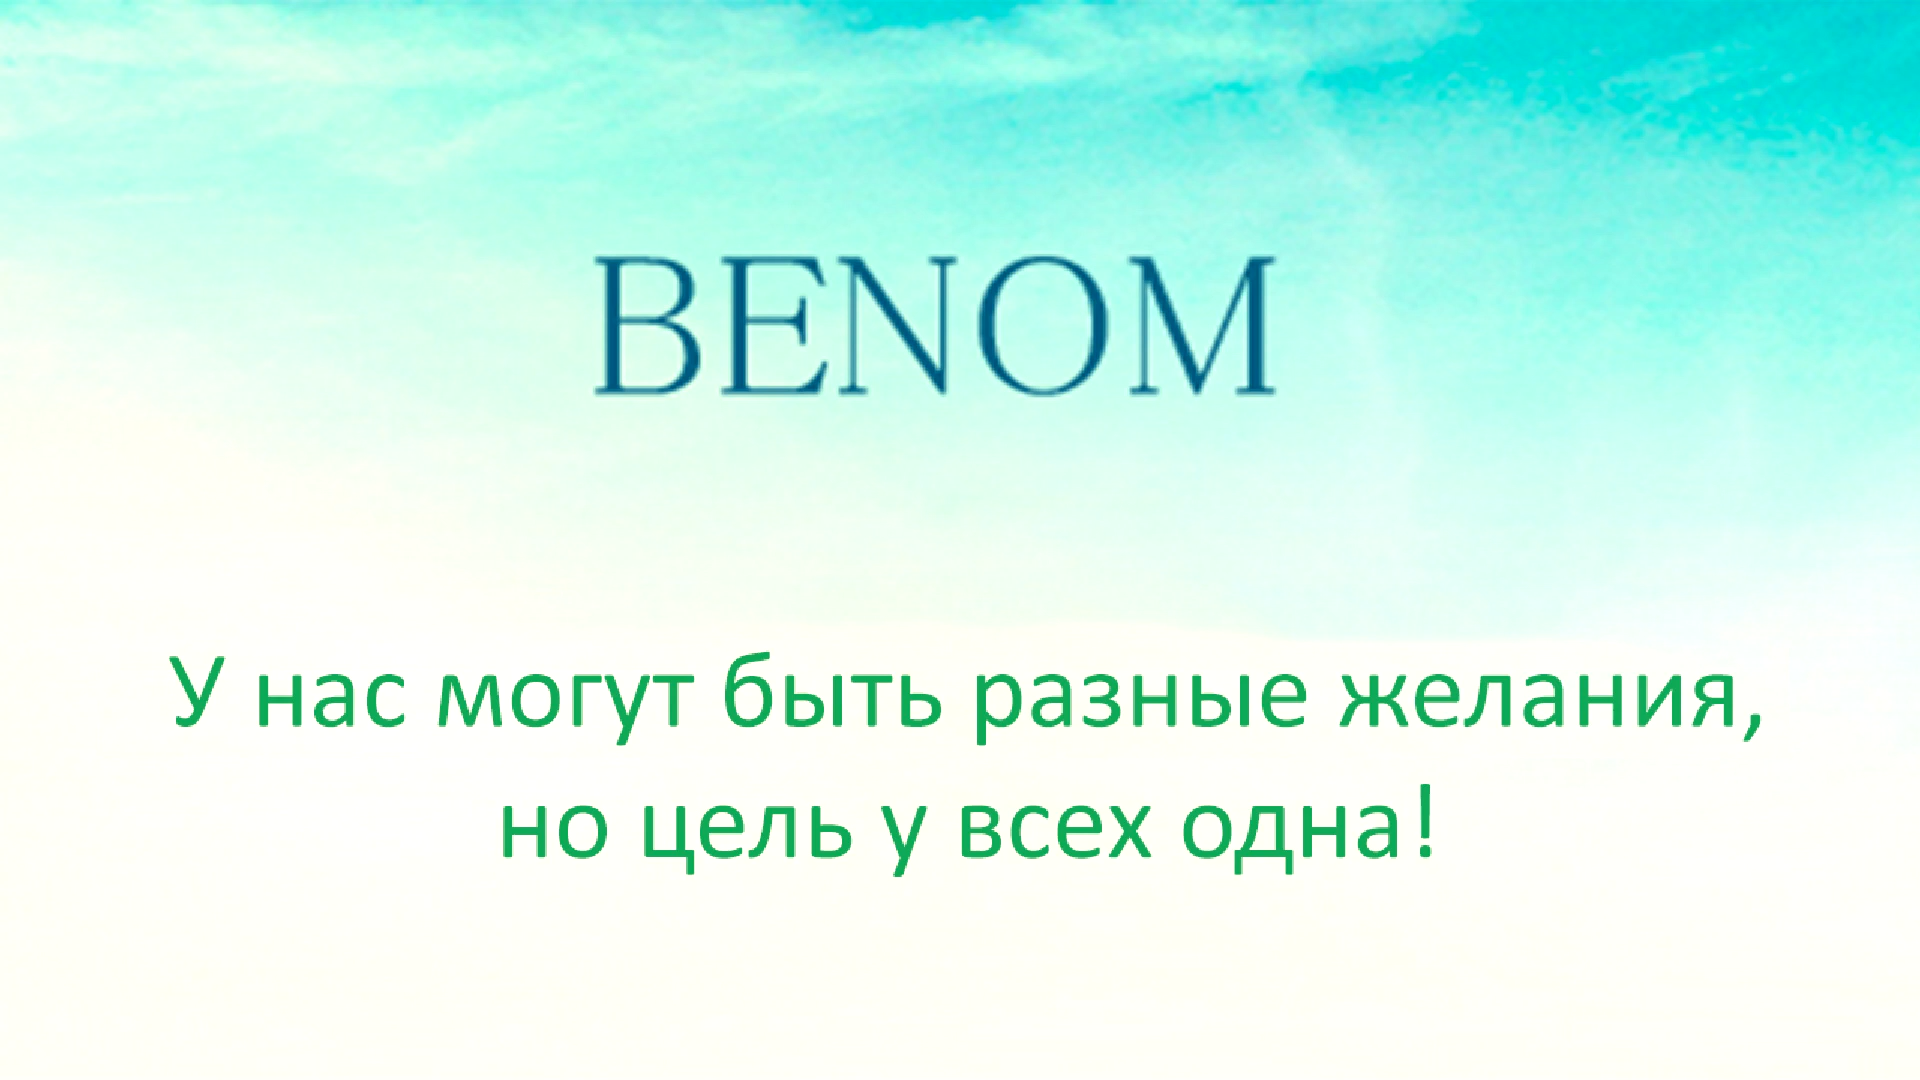 BENOM
У нас могут быть разные желания,
но цель у всех одна!